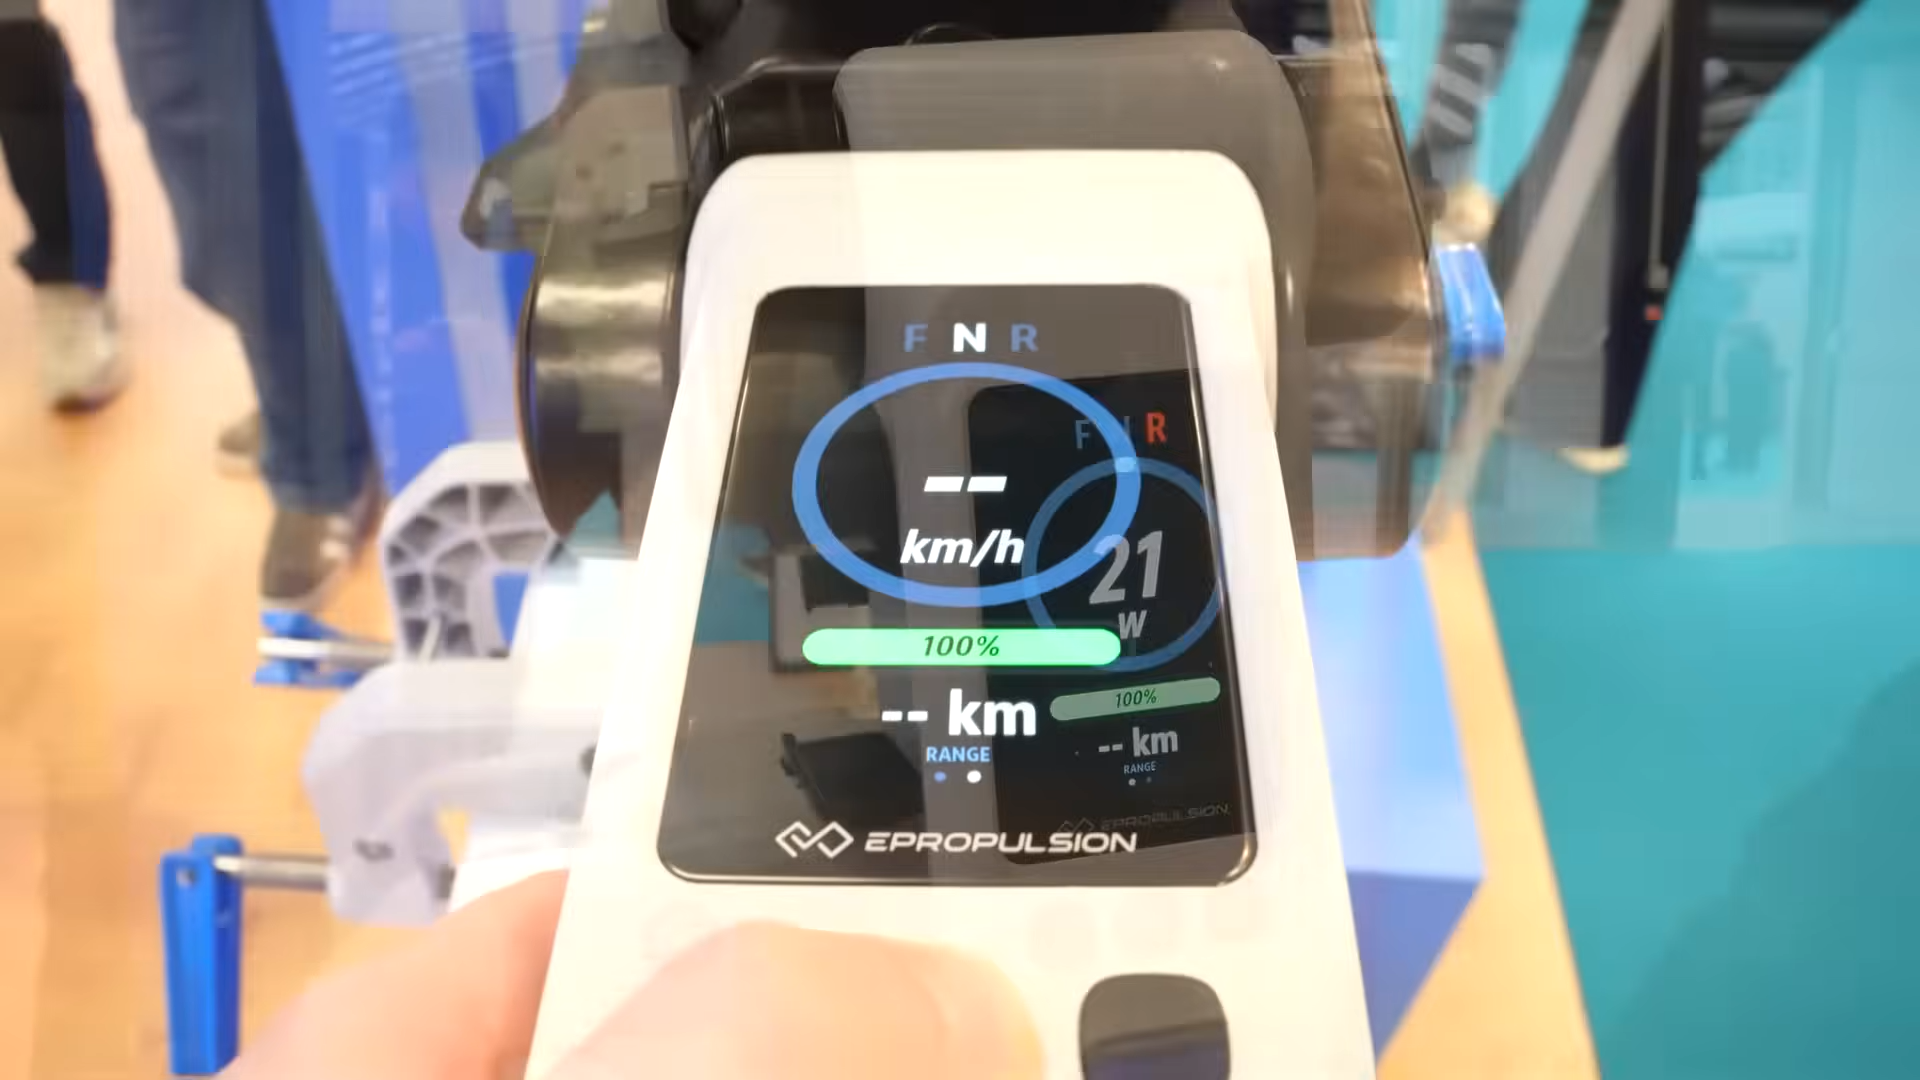 F N R
--
km/h
100%
-- km
RANGE
EPROPULSION
F N R
21
W
100%
-- km
RANGE
EPROPULSION